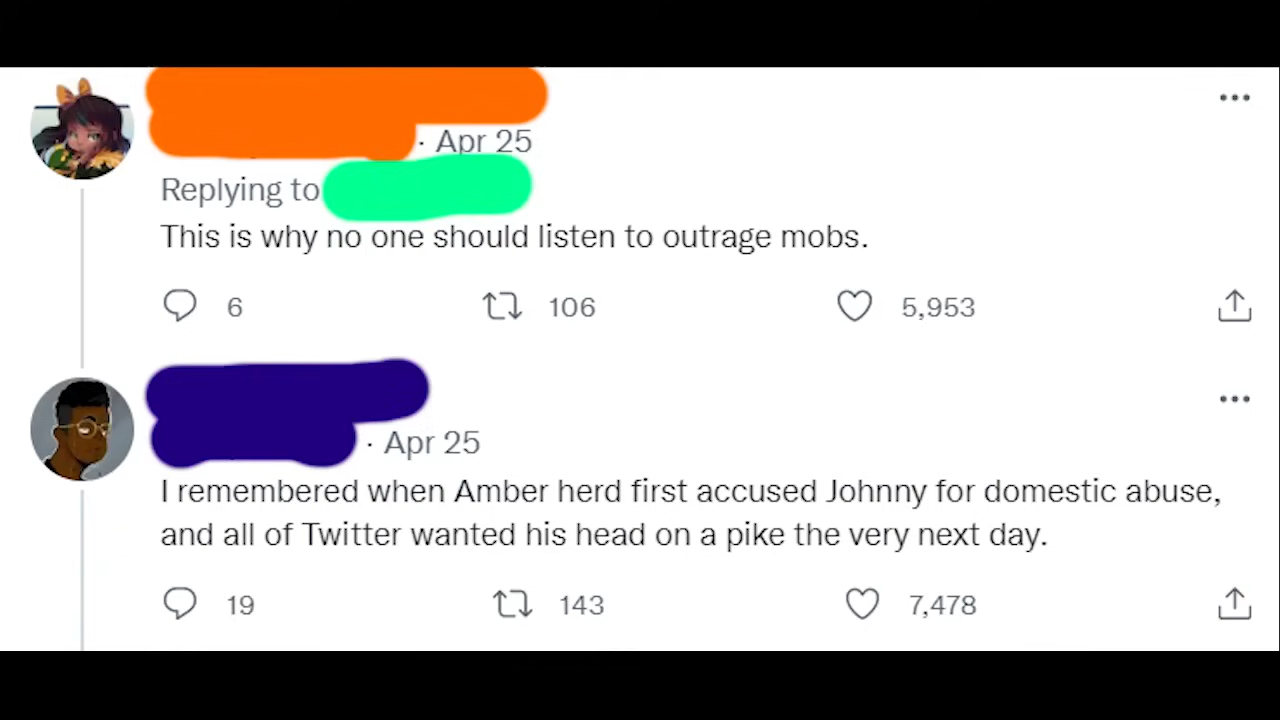 · Apr 25
Replying to
This is why no one should listen to outrage mobs.
6 106 5,953
· Apr 25
I remembered when Amber herd first accused Johnny for domestic abuse,
and all of Twitter wanted his head on a pike the very next day.
19 143 7,478